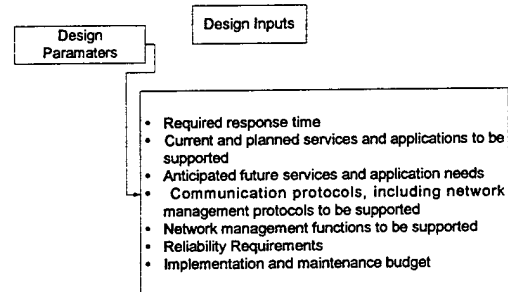 Design Inputs
Design
Paramaters
• Required response time
• Current and planned services and applications to be
supported
• Anticipated future services and application needs
• Communication protocols, including network
management protocols to be supported
• Network management functions to be supported
• Reliability Requirements
• Implementation and maintenance budget